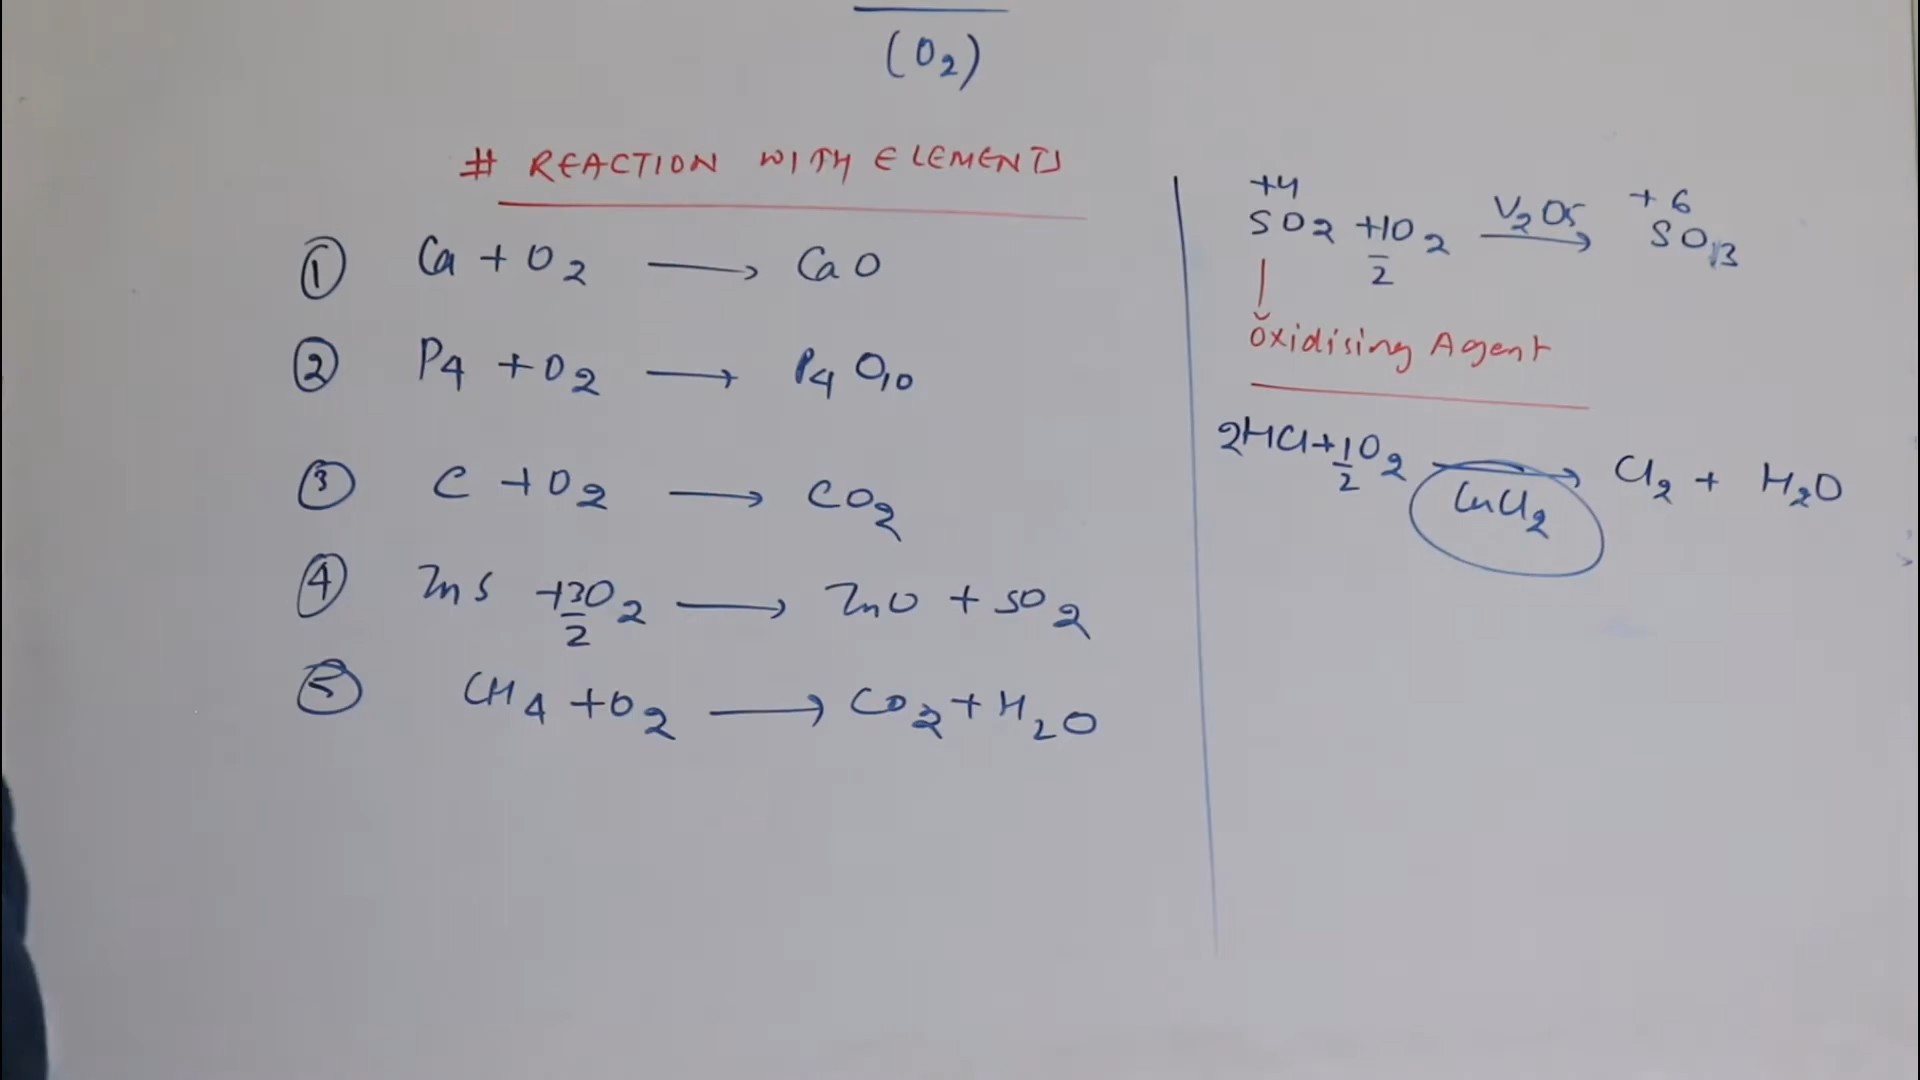 (O₂)
# REACTION WITH ELEMENTS
① Ca + O₂ ⟶ CaO
② P₄ + O₂ ⟶ P₄O₁₀
③ C + O₂ ⟶ CO₂
④ ZnS + 3/2 O₂ ⟶ ZnO + SO₂
⑤ CH₄ + O₂ ⟶ CO₂ + H₂O
+4 +6
SO₂ + 1/2 O₂ ⟶ SO₃
V₂O₅
Oxidising Agent
2HCl + 1/2 O₂ ⟶ Cl₂ + H₂O
CuCl₂